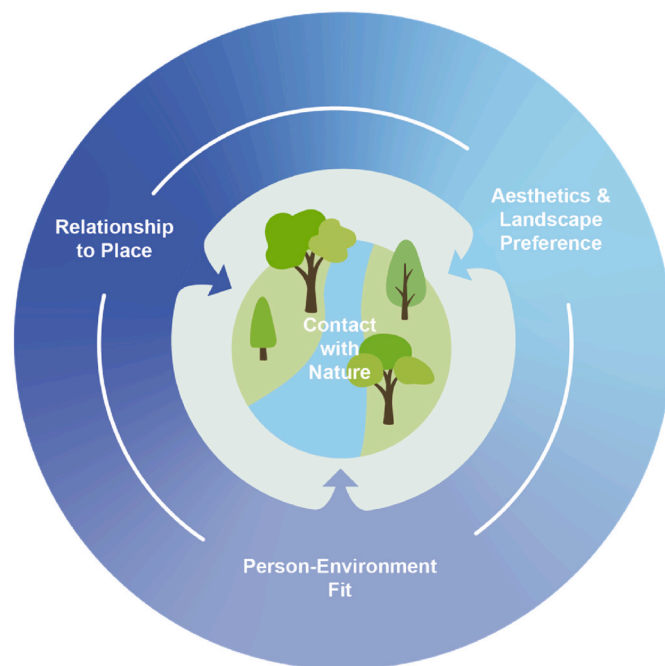 Relationship
to Place
Aesthetics &
Landscape
Preference
Contact
with
Nature
Person-Environment
Fit